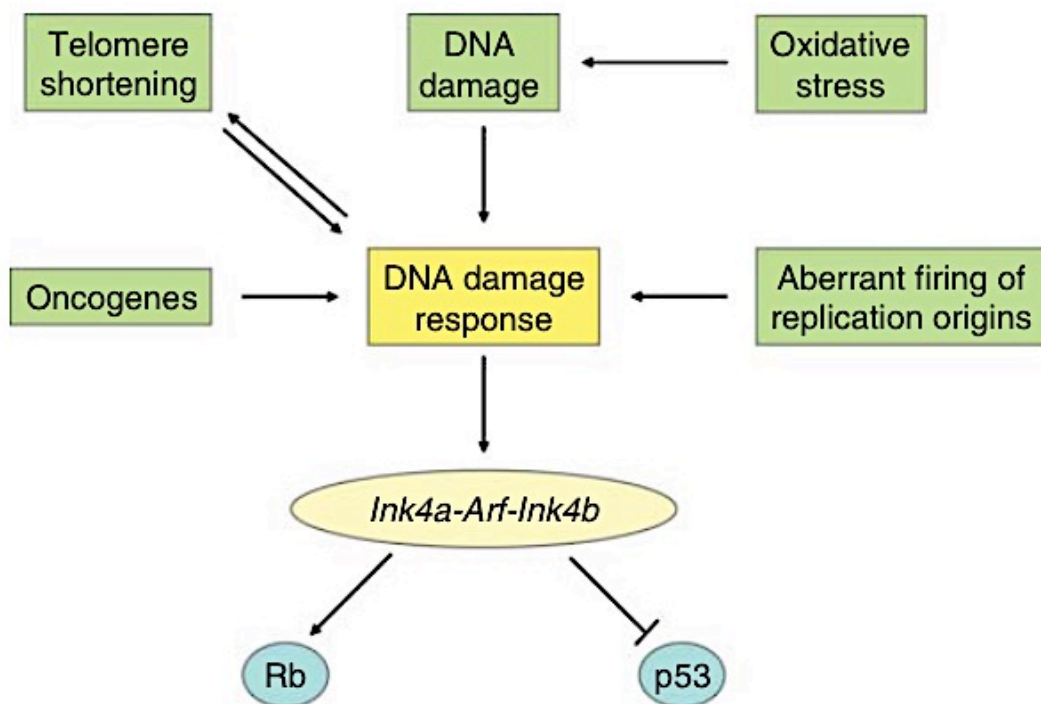 Telomere
shortening
DNA
damage
Oxidative
stress
Oncogenes
DNA damage
response
Aberrant firing of
replication origins
Ink4a-Arf-Ink4b
Rb
p53